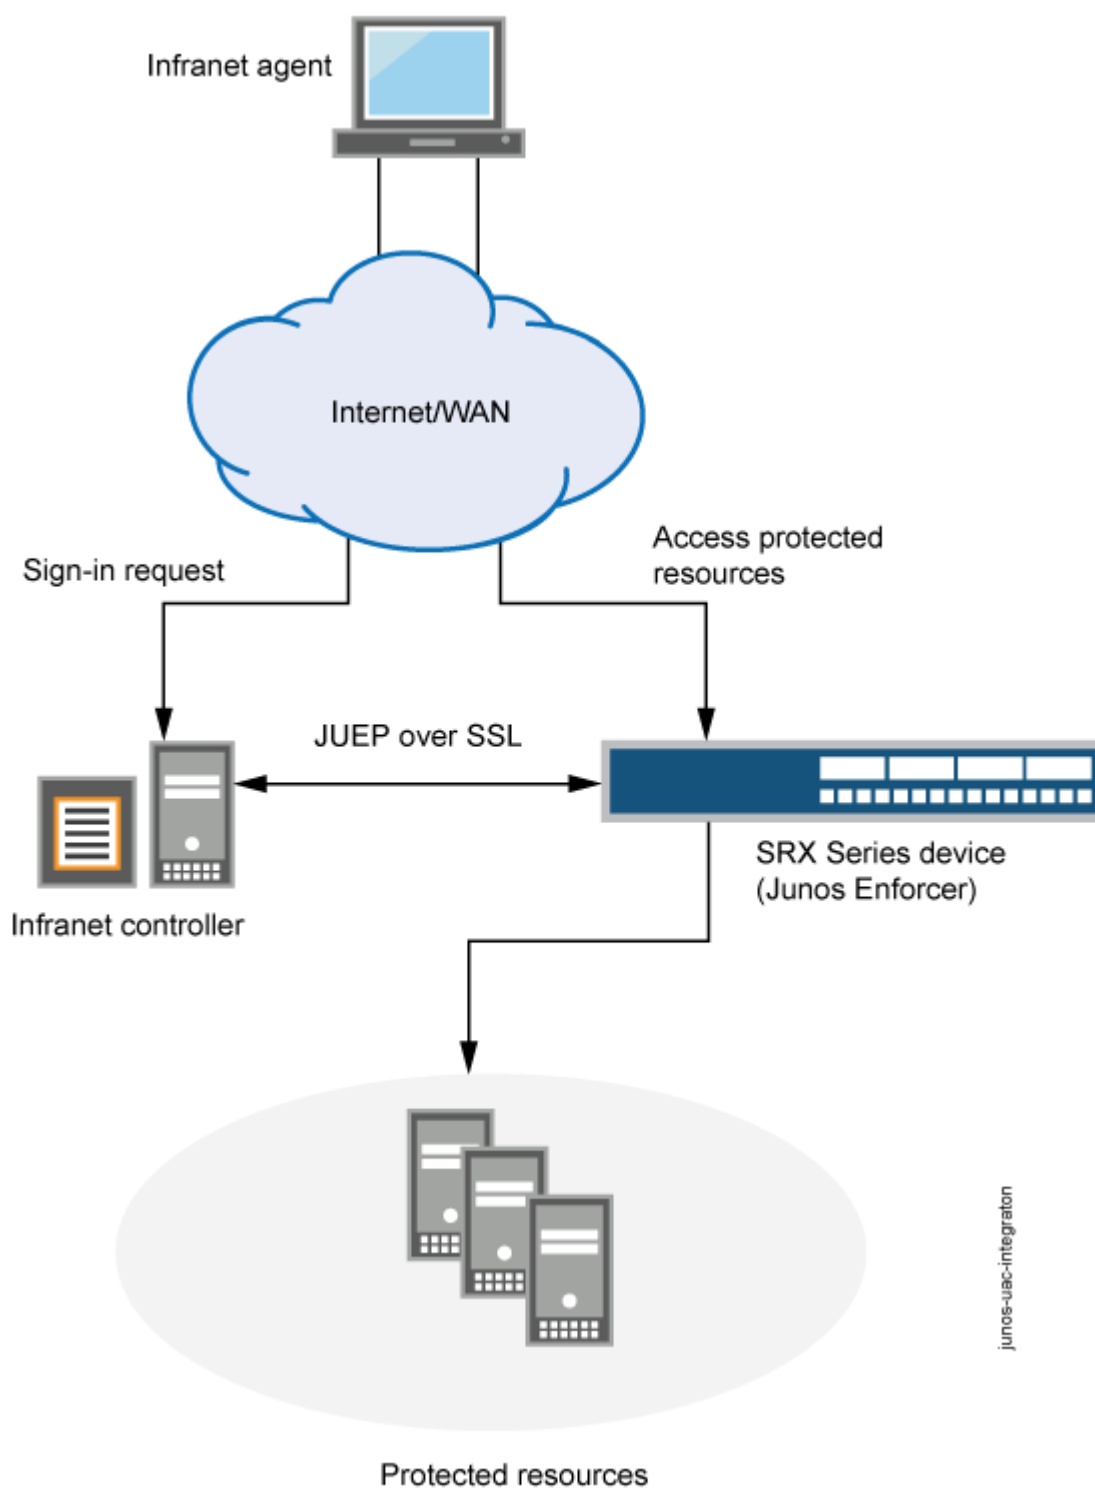 Infranet agent
Internet/WAN
Sign-in request
Access protected
resources
JUEP over SSL
SRX Series device
(Junos Enforcer)
Infranet controller
junos-uac-integraton
Protected resources